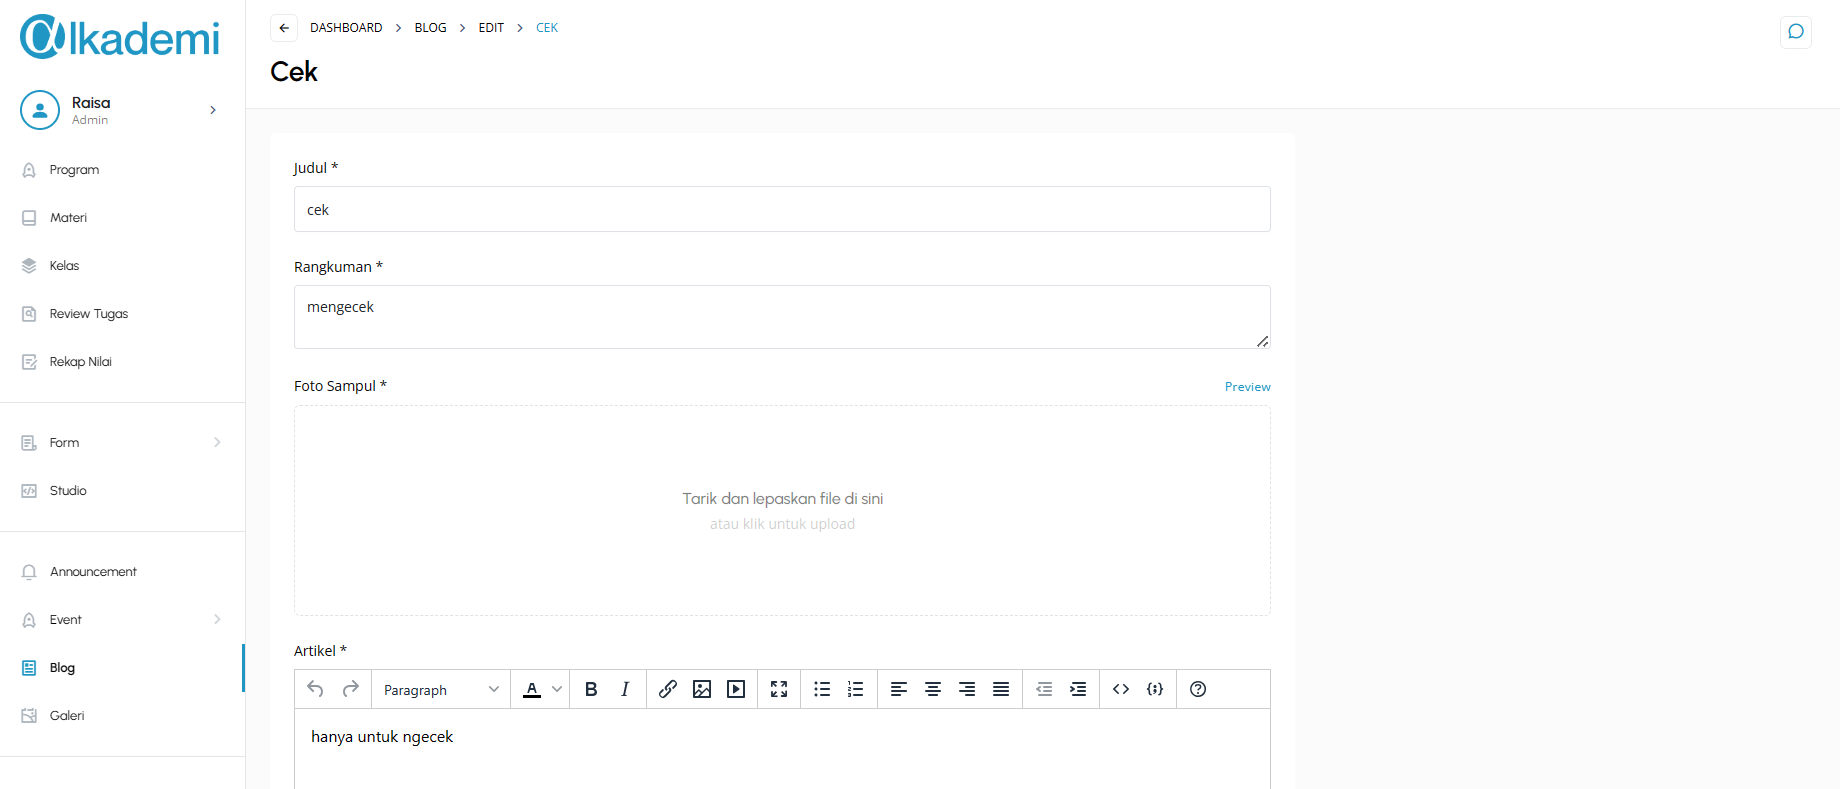 alkademi
Raisa
Admin
Program
Materi
Kelas
Review Tugas
Rekap Nilai
Form
Studio
Announcement
Event
Blog
Galeri
DASHBOARD > BLOG > EDIT > CEK
Cek
Judul *
cek
Rangkuman *
mengecek
Foto Sampul *
Preview
Tarik dan lepaskan file di sini
atau klik untuk upload
Artikel *
Paragraph
hanya untuk ngecek